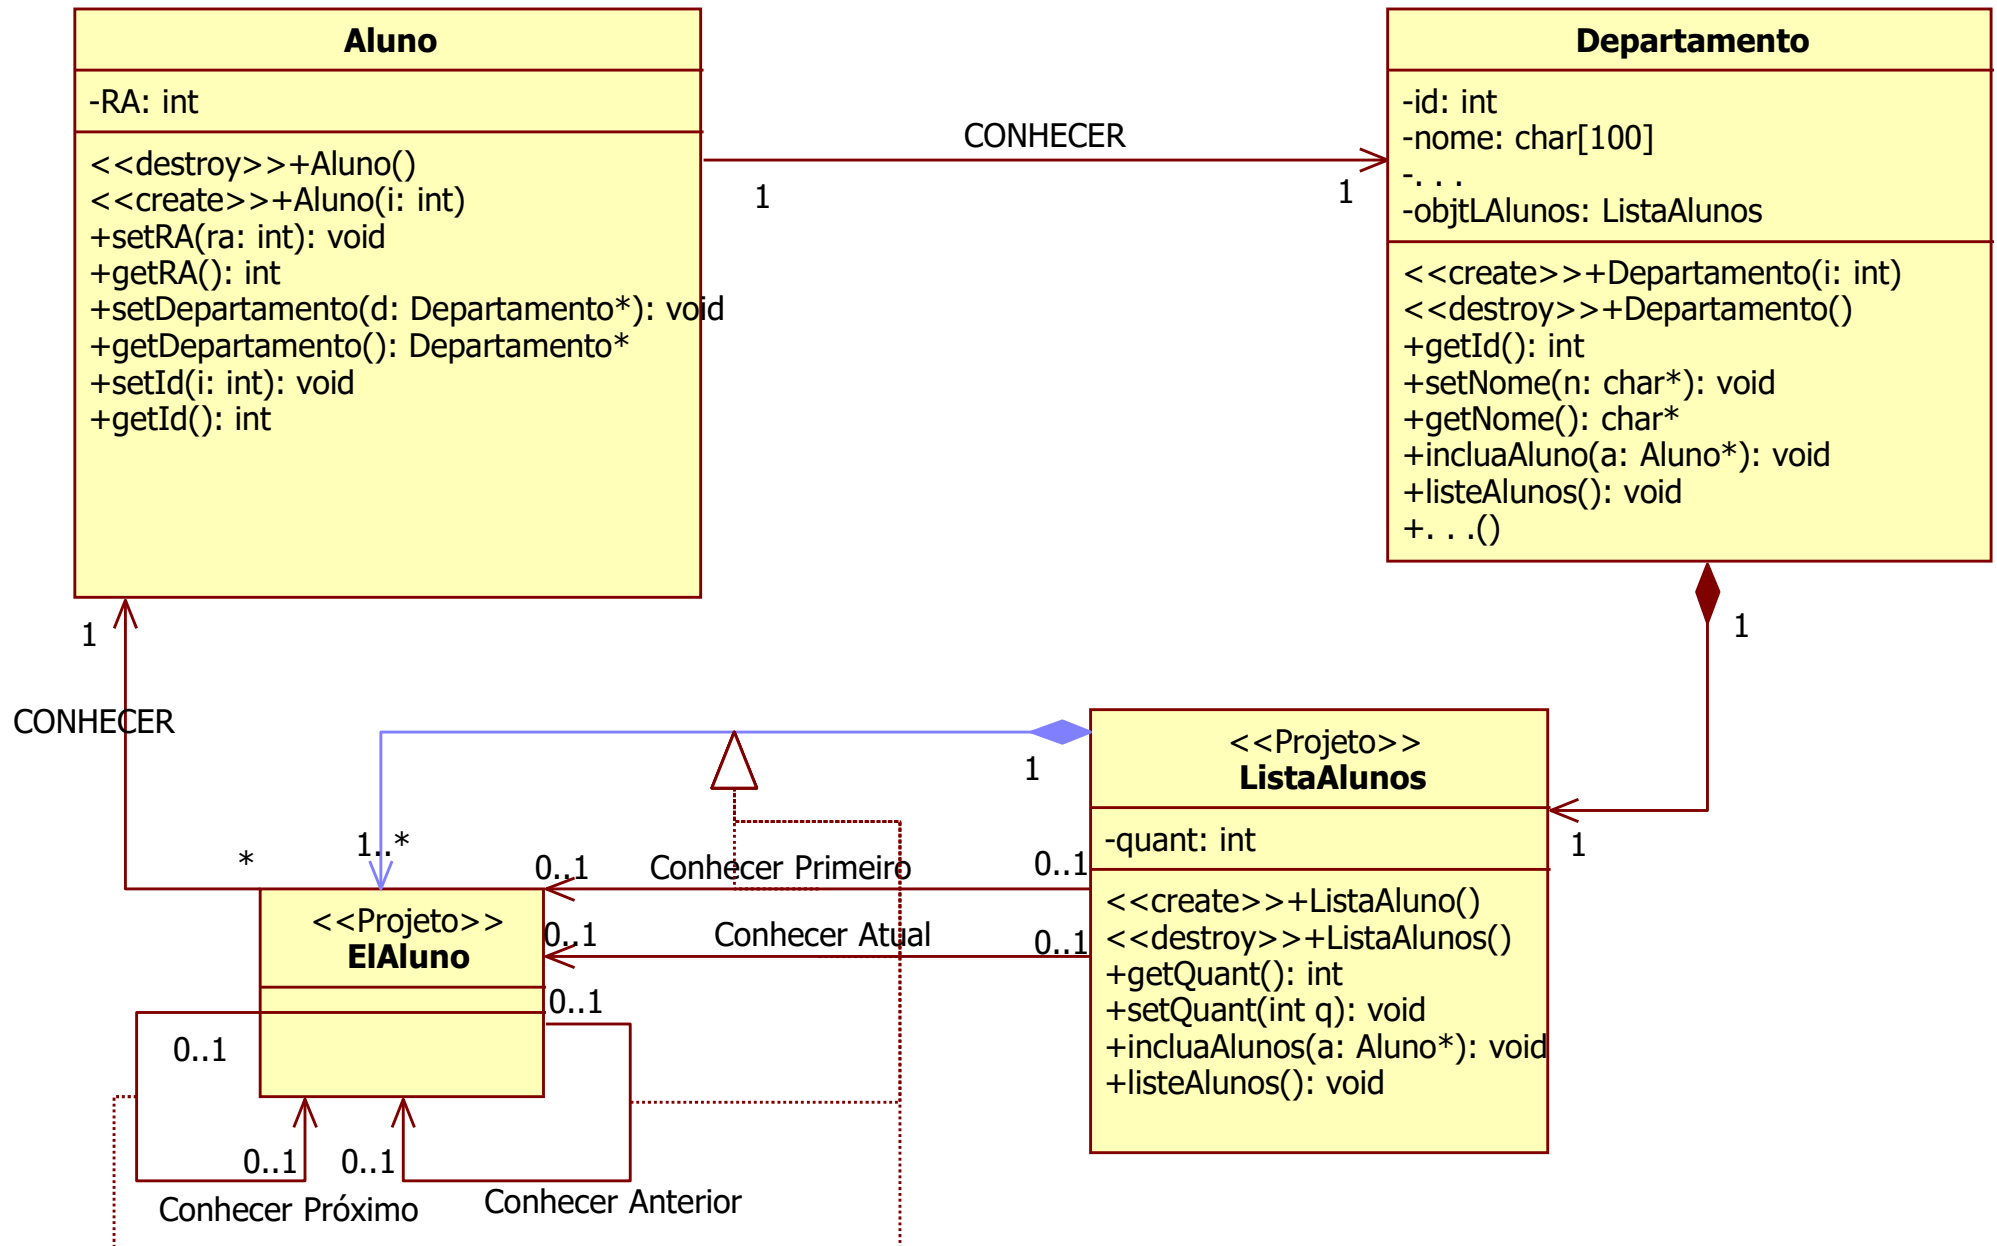 Aluno
-RA: int
<<destroy>>+Aluno()
<<create>>+Aluno(i: int)
+setRA(ra: int): void
+getRA(): int
+setDepartamento(d: Departamento*): void
+getDepartamento(): Departamento*
+setId(i: int): void
+getId(): int
CONHECER
1
1
Departamento
-id: int
-nome: char[100]
-. . .
-objtLAlunos: ListaAlunos
<<create>>+Departamento(i: int)
<<destroy>>+Departamento()
+getId(): int
+setNome(n: char*): void
+getNome(): char*
+incluaAluno(a: Aluno*): void
+listeAlunos(): void
+. . .()
1
1
1
CONHECER
*
1..*
1
<<Projeto>>
ListaAlunos
-quant: int
<<create>>+ListaAluno()
<<destroy>>+ListaAlunos()
+getQuant(): int
+setQuant(int q): void
+incluaAlunos(a: Aluno*): void
+listeAlunos(): void
0..1
Conhecer Primeiro
0..1
0..1
Conhecer Atual
0..1
<<Projeto>>
ElAluno
0..1
0..1
0..1
0..1
Conhecer Próximo
Conhecer Anterior